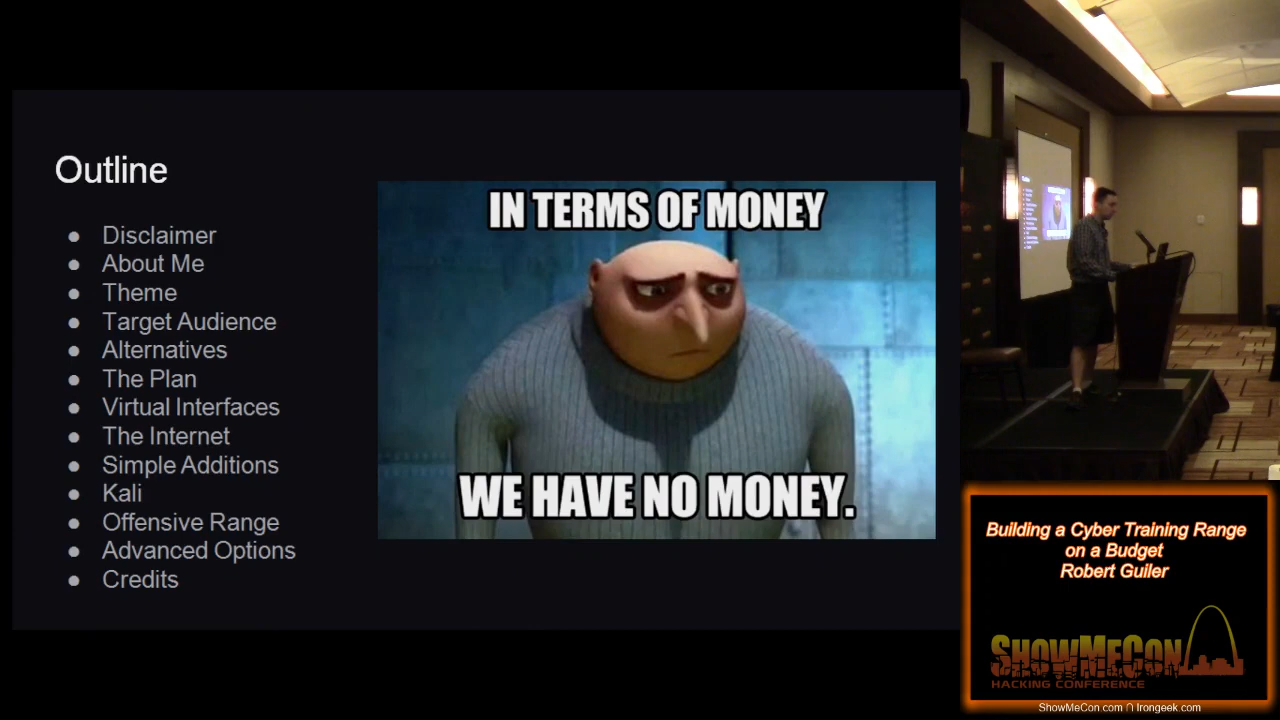 Outline
● Disclaimer
● About Me
● Theme
● Target Audience
● Alternatives
● The Plan
● Virtual Interfaces
● The Internet
● Simple Additions
● Kali
● Offensive Range
● Advanced Options
● Credits
IN TERMS OF MONEY
WE HAVE NO MONEY.
Building a Cyber Training Range
on a Budget
Robert Guiler
SHOWMECON
HACKING CONFERENCE
ShowMeCon.com ∩ Irongeek.com